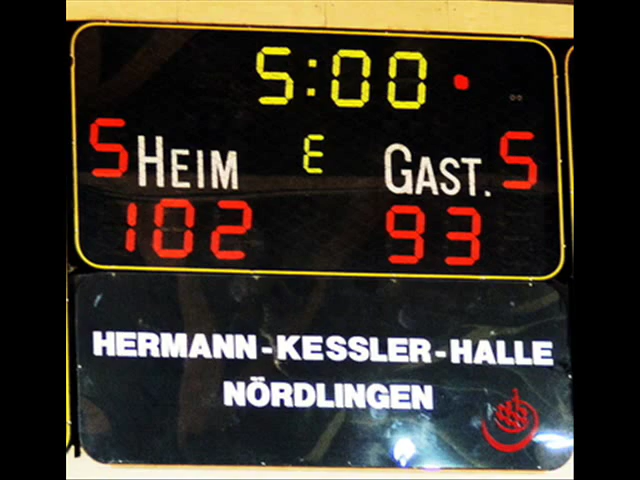 5:00
5 HEIM E GAST. 5
102 93
HERMANN-KESSLER-HALLE
NÖRDLINGEN